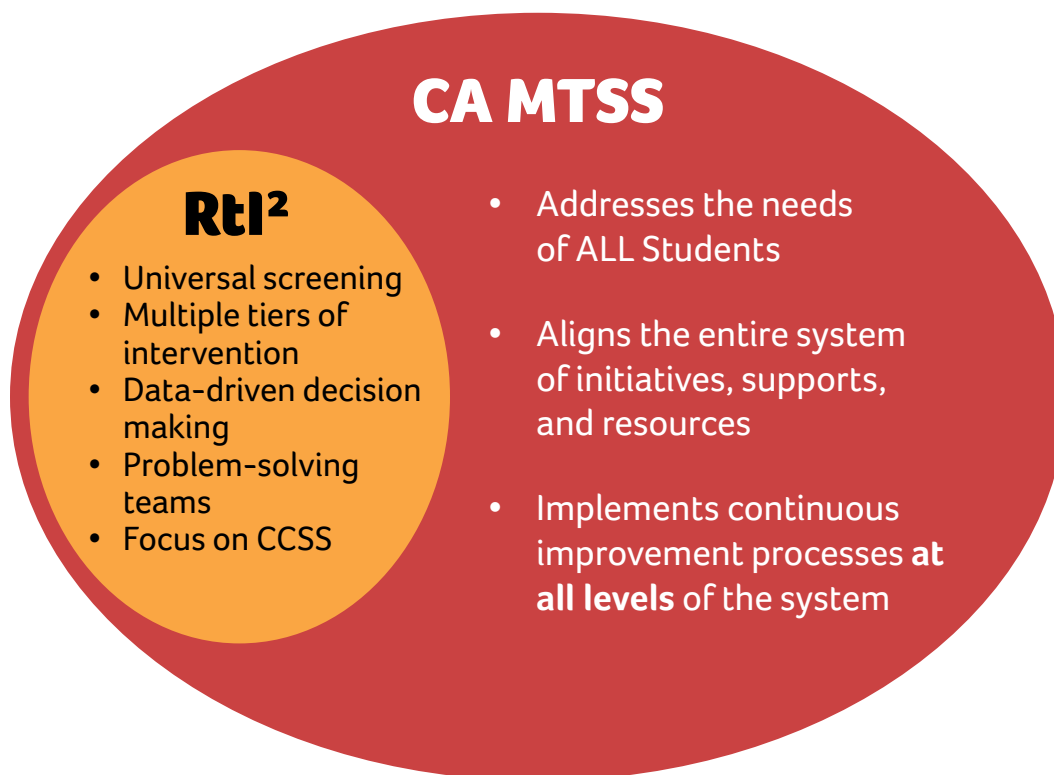 CA MTSS
RtI²
• Universal screening
• Multiple tiers of
intervention
• Data-driven decision
making
• Problem-solving
teams
• Focus on CCSS
• Addresses the needs
of ALL Students
• Aligns the entire system
of initiatives, supports,
and resources
• Implements continuous
improvement processes at
all levels of the system